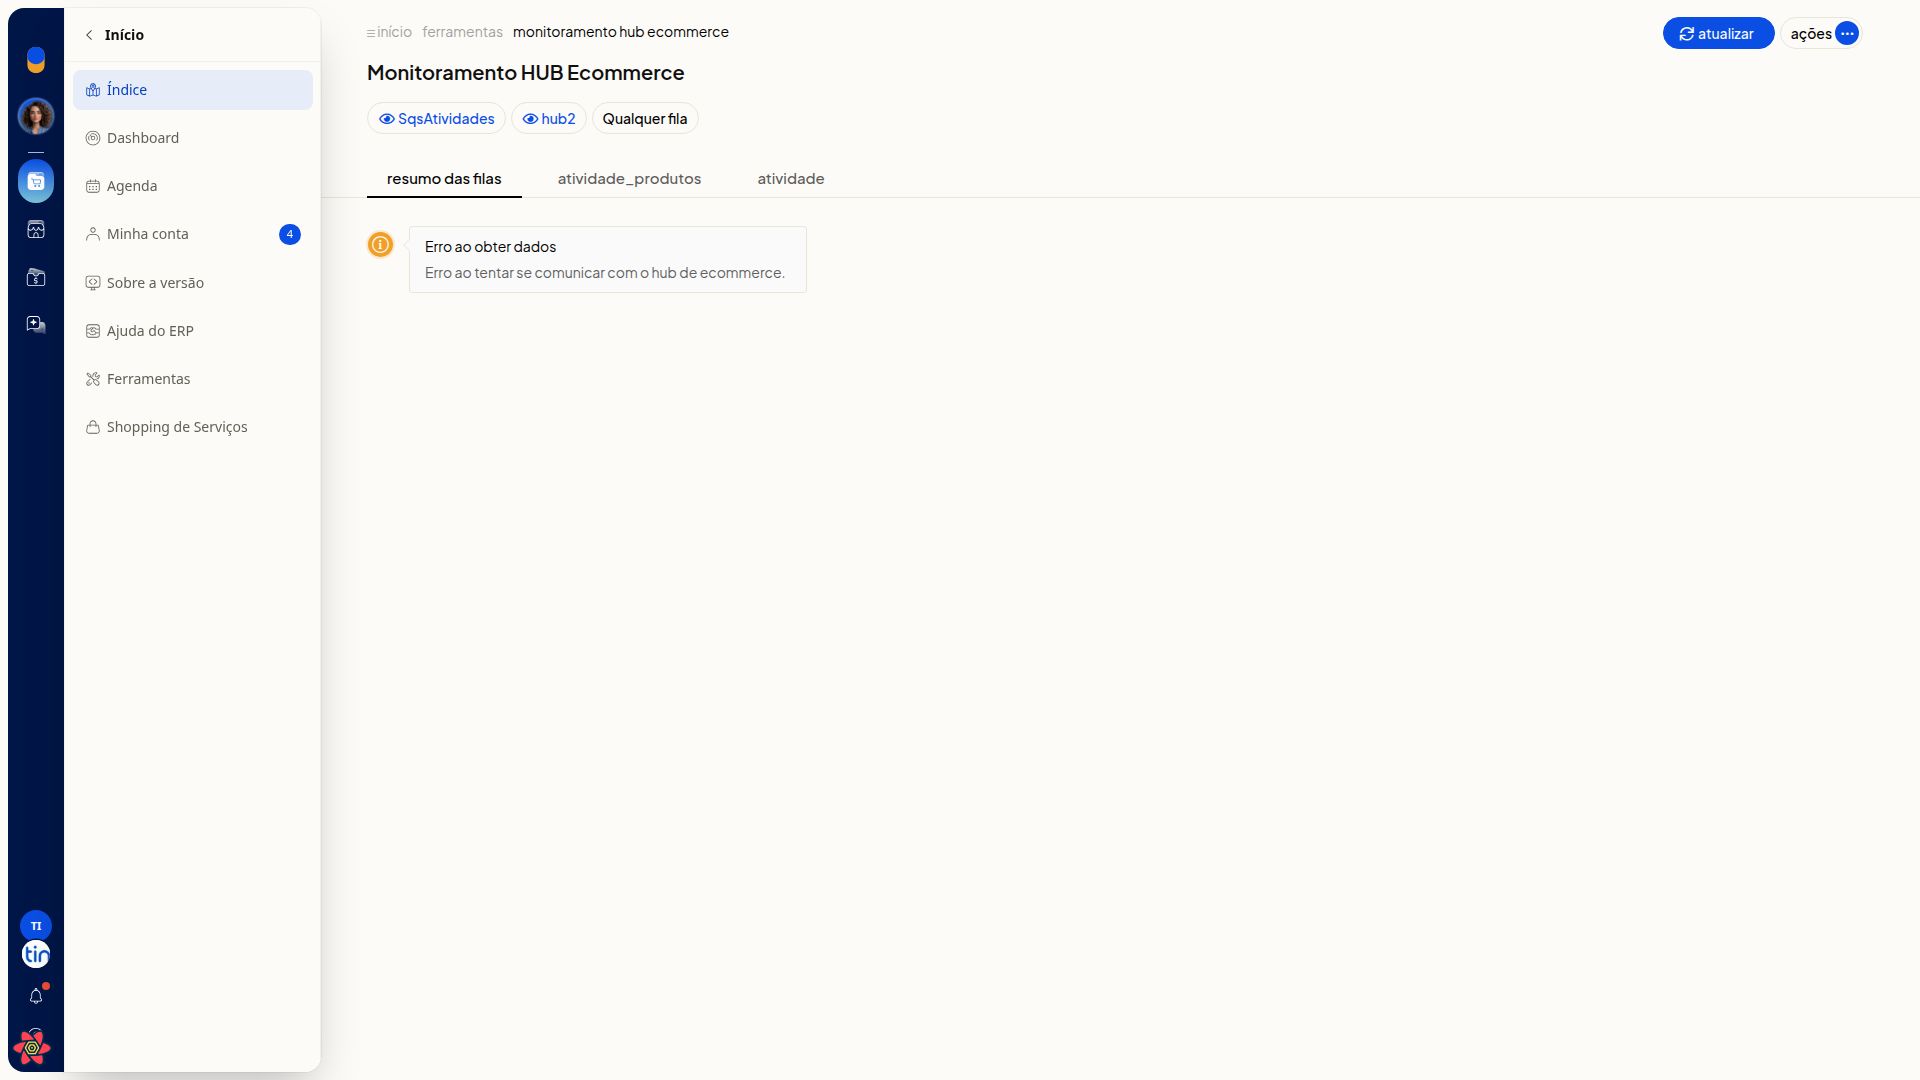 Início
Índice
Dashboard
Agenda
Minha conta
4
Sobre a versão
Ajuda do ERP
Ferramentas
Shopping de Serviços
TI
tin
início ferramentas monitoramento hub ecommerce
atualizar
ações
Monitoramento HUB Ecommerce
SqsAtividades
hub2
Qualquer fila
resumo das filas
atividade_produtos
atividade
Erro ao obter dados
Erro ao tentar se comunicar com o hub de ecommerce.